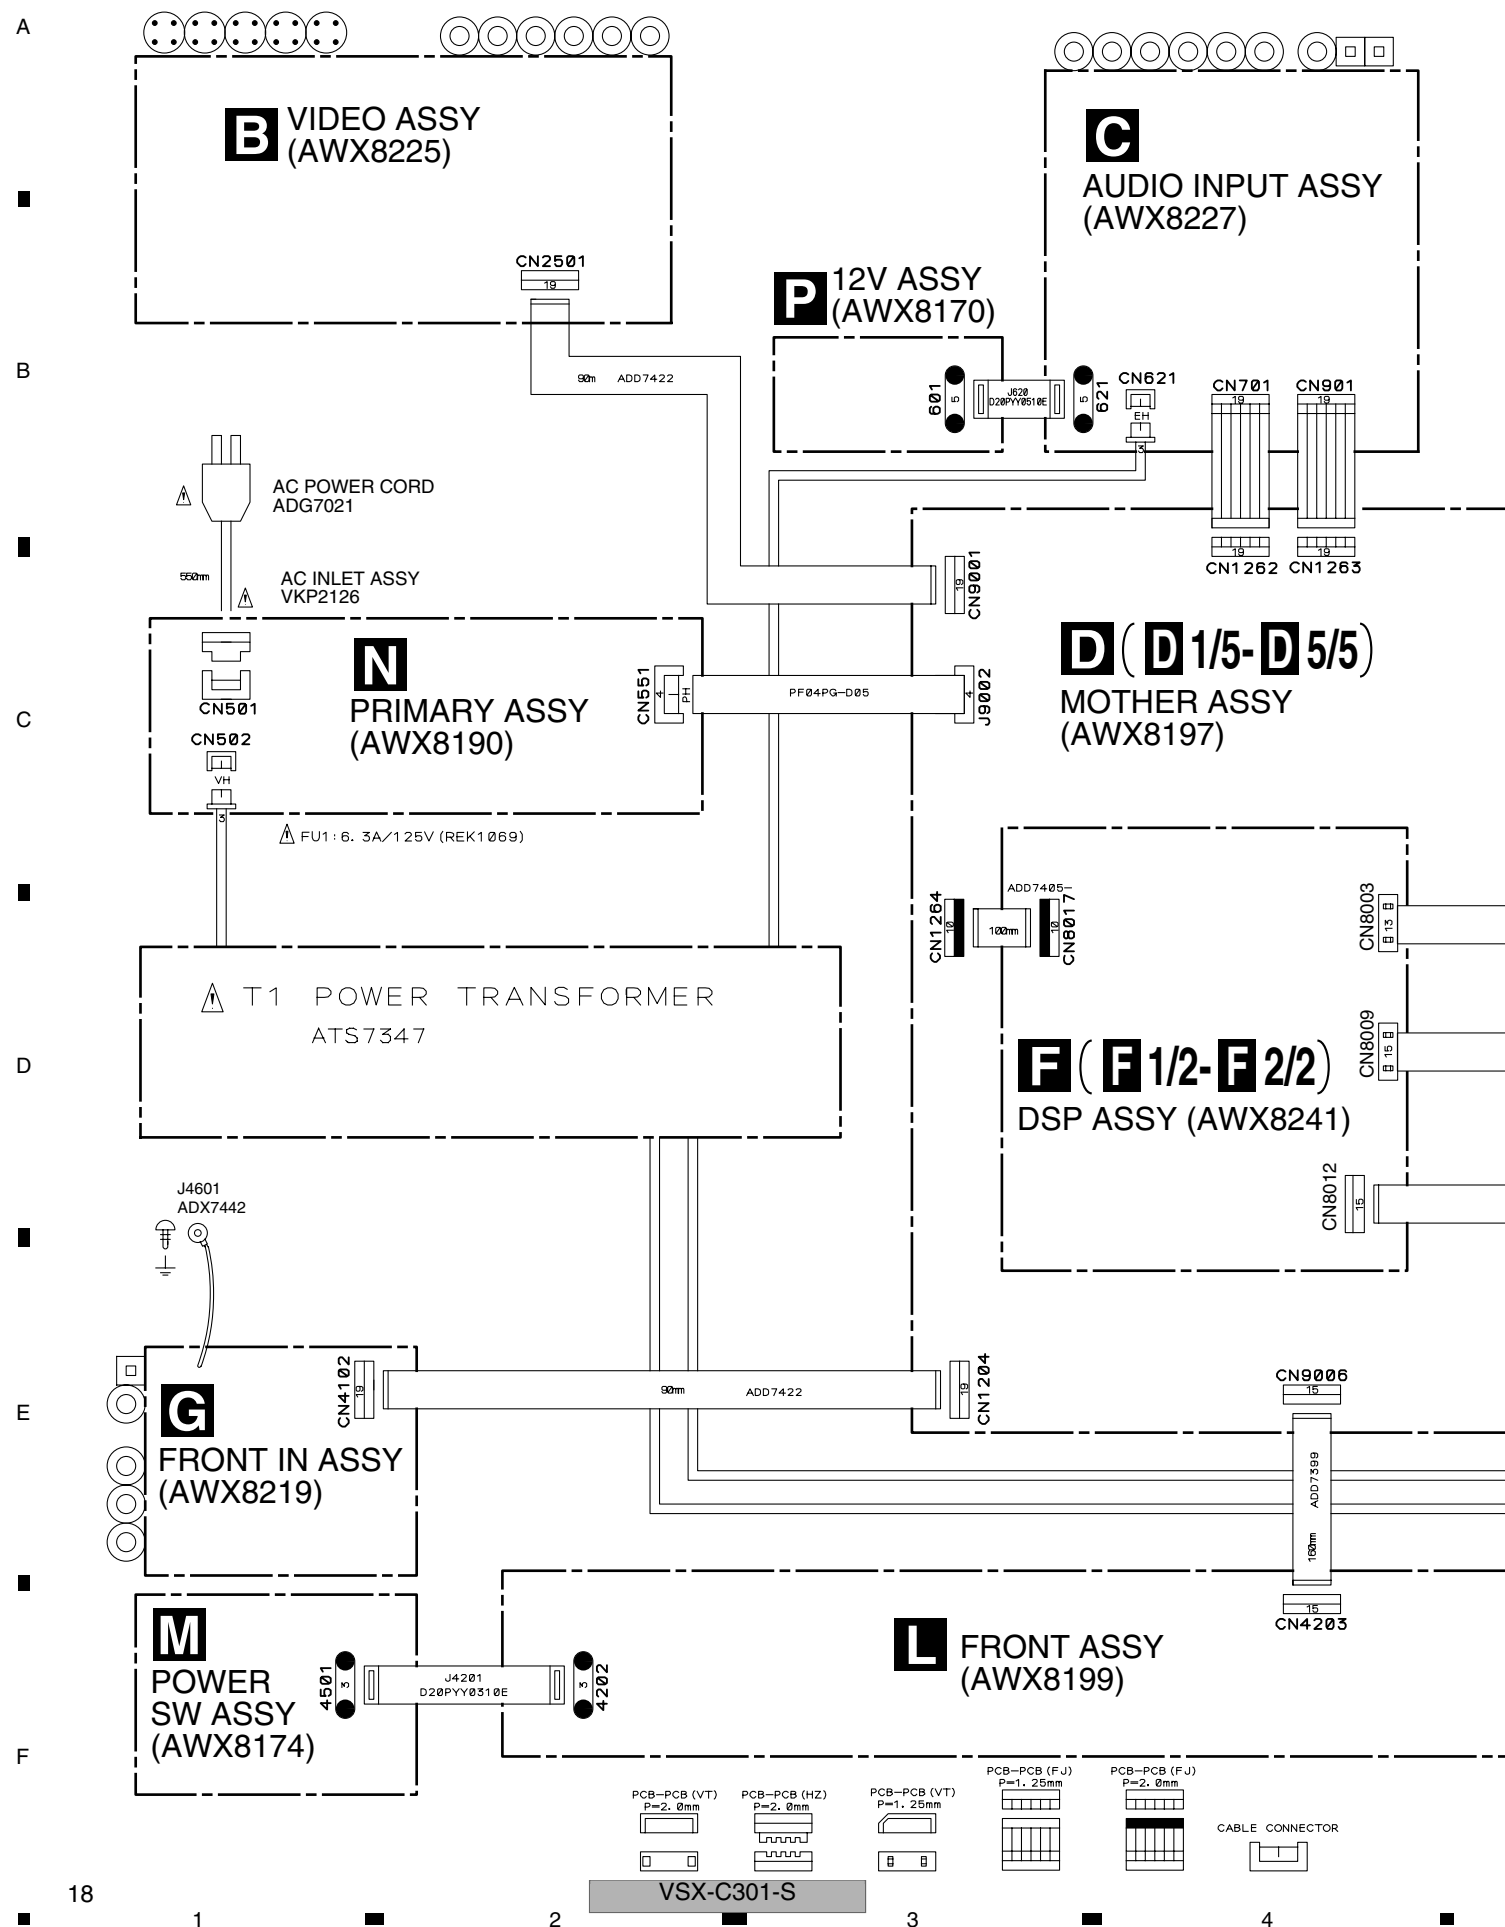 A
B VIDEO ASSY
(AWX8225)
C
AUDIO INPUT ASSY
(AWX8227)
CN2501
19
P 12V ASSY
(AWX8170)
B
90m ADD7422
601
5
J620
D20PYY0510E
5
621
CN621
EH
3
CN701
19
CN901
19
AC POWER CORD
ADG7021
550mm
AC INLET ASSY
VKP2126
19
CN1262
19
CN1263
19
CN9001
CN501
N
PRIMARY ASSY
(AWX8190)
CN551
4
PH
PF04PG-D05
4
J9002
D ( D 1/5- D 5/5 )
MOTHER ASSY
(AWX8197)
C
CN502
VH
3
FU1:6.3A/125V (REK1069)
CN1264
10
ADD7405-
100mm
10
CN8017
CN8003
13
T1 POWER TRANSFORMER
ATS7347
CN8009
15
D
F ( F 1/2- F 2/2 )
DSP ASSY (AWX8241)
CN8012
15
J4601
ADX7442
G
FRONT IN ASSY
(AWX8219)
CN4102
19
90mm ADD7422
19
CN1204
CN9006
15
E
ADD7399
160mm
15
CN4203
M
POWER
SW ASSY
(AWX8174)
4501
3
J4201
D20PYY0310E
3
4202
L FRONT ASSY
(AWX8199)
F
PCB-PCB (VT)
P=2.0mm
PCB-PCB (HZ)
P=2.0mm
PCB-PCB (VT)
P=1.25mm
PCB-PCB (FJ)
P=1.25mm
PCB-PCB (FJ)
P=2.0mm
CABLE CONNECTOR
18
VSX-C301-S
1 2 3 4